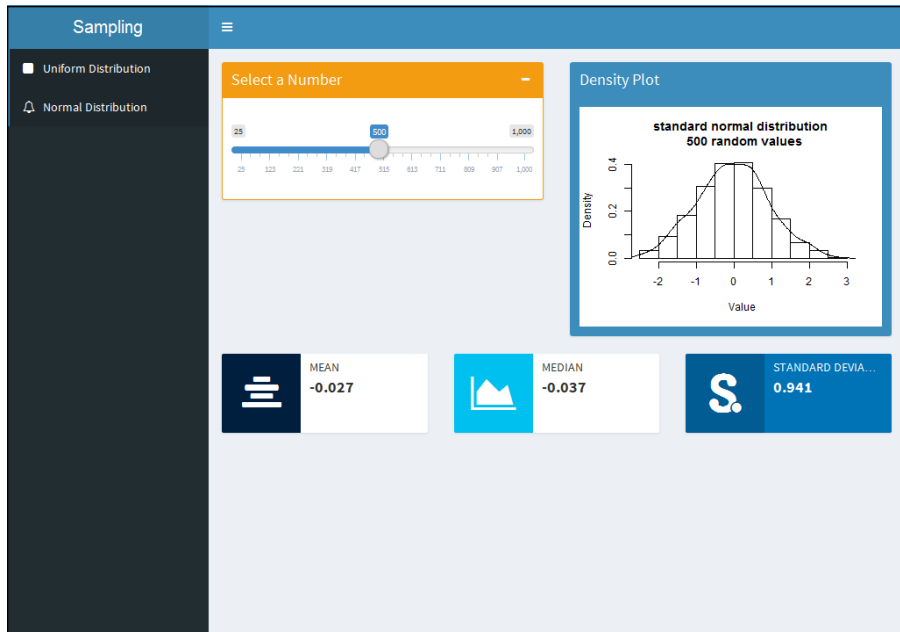 Sampling
Uniform Distribution
Normal Distribution
Select a Number
25 500 1,000
25 123 221 319 417 515 613 711 809 907 1,000
Density Plot
standard normal distribution
500 random values
Density
0.4
0.2
0.0
-2 -1 0 1 2 3
Value
MEAN
-0.027
MEDIAN
-0.037
S.
STANDARD DEVIA...
0.941